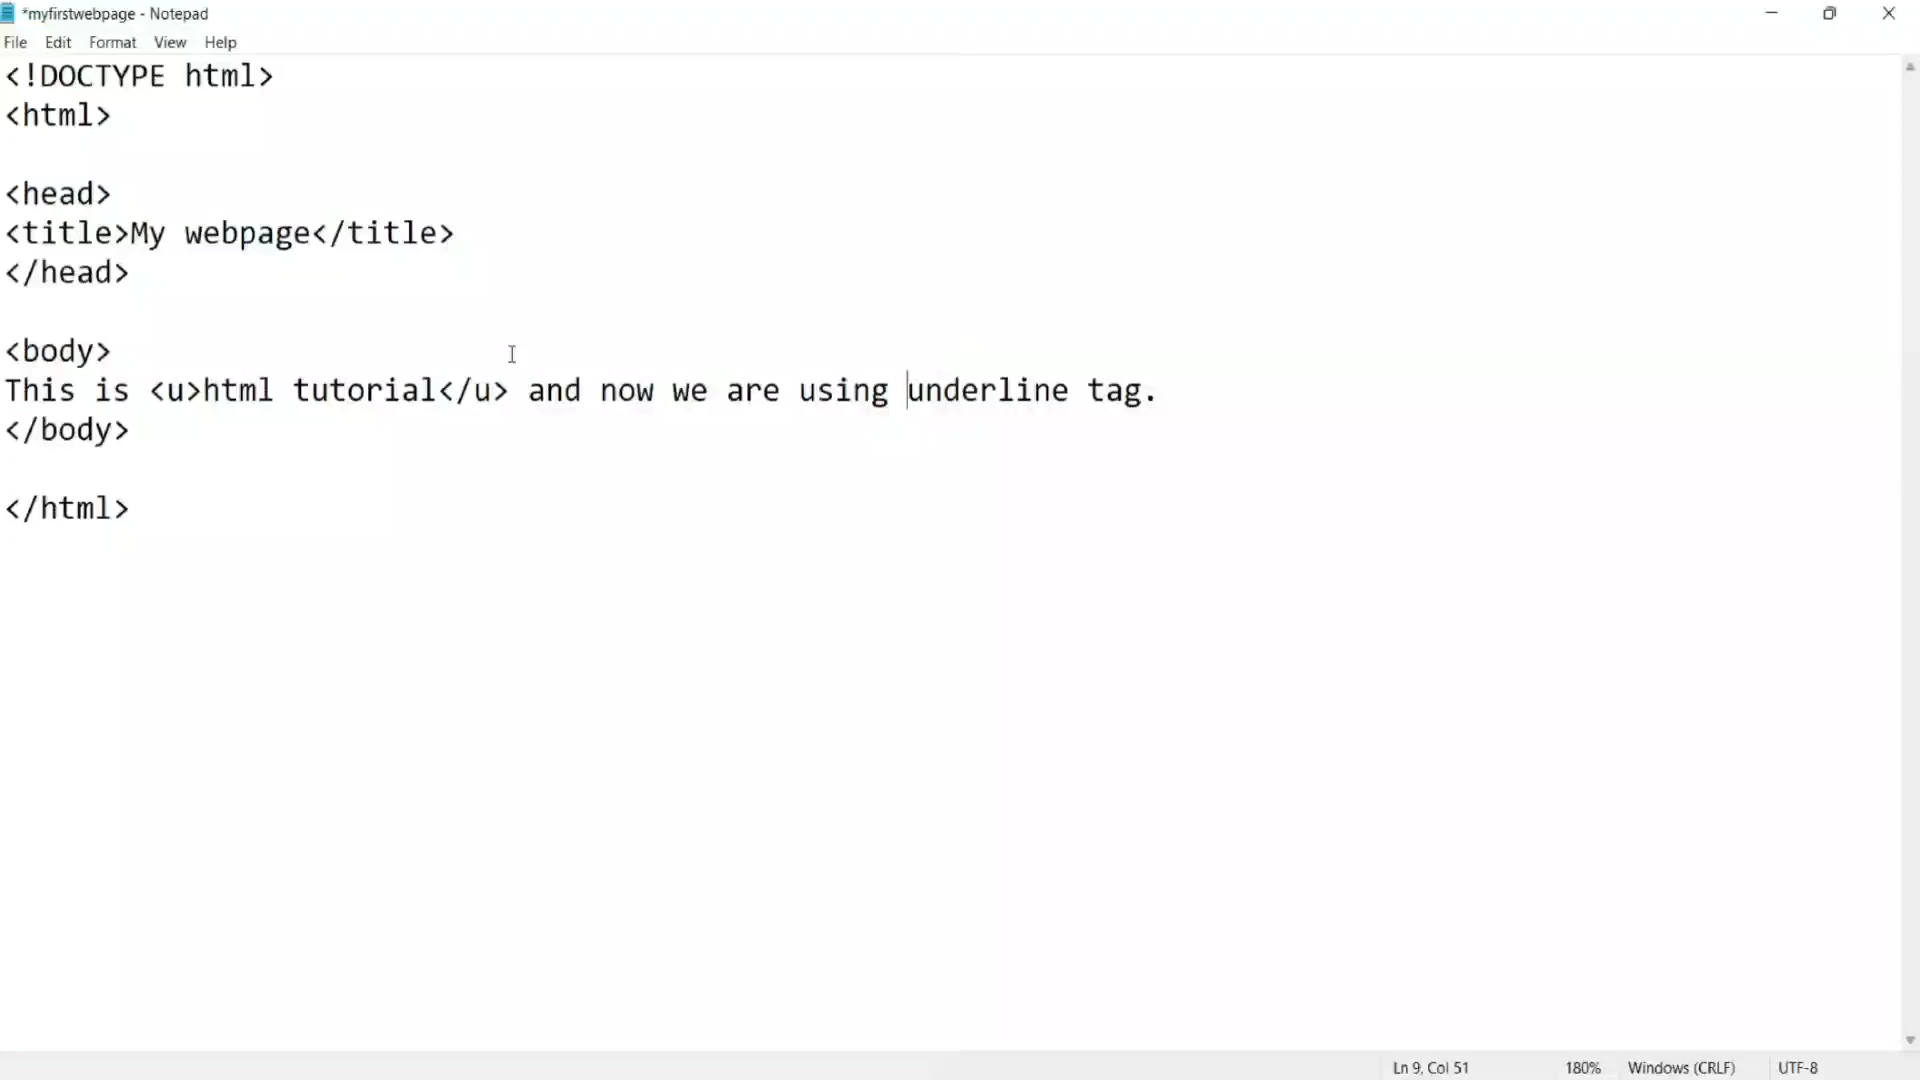 *myfirstwebpage - Notepad
File Edit Format View Help
<!DOCTYPE html>
<html>
<head>
<title>My webpage</title>
</head>
<body>
This is <u>html tutorial</u> and now we are using underline tag.
</body>
</html>
Ln 9, Col 51 180% Windows (CRLF) UTF-8